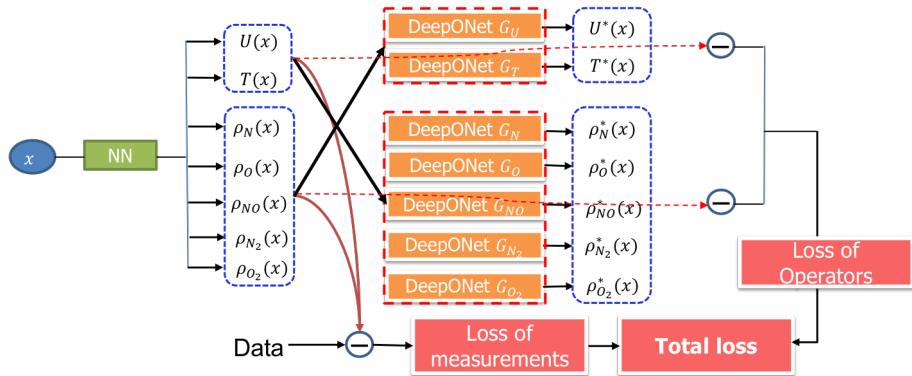 x
NN
U(x)
T(x)
ρ_N(x)
ρ_O(x)
ρ_NO(x)
ρ_N₂(x)
ρ_O₂(x)
DeepONet G_U
DeepONet G_T
DeepONet G_N
DeepONet G_O
DeepONet G_NO
DeepONet G_N₂
DeepONet G_O₂
U*(x)
T*(x)
ρ*_N(x)
ρ*_O(x)
ρ*_NO(x)
ρ*_N₂(x)
ρ*_O₂(x)
−
−
Loss of
Operators
Data
−
Loss of
measurements
Total loss